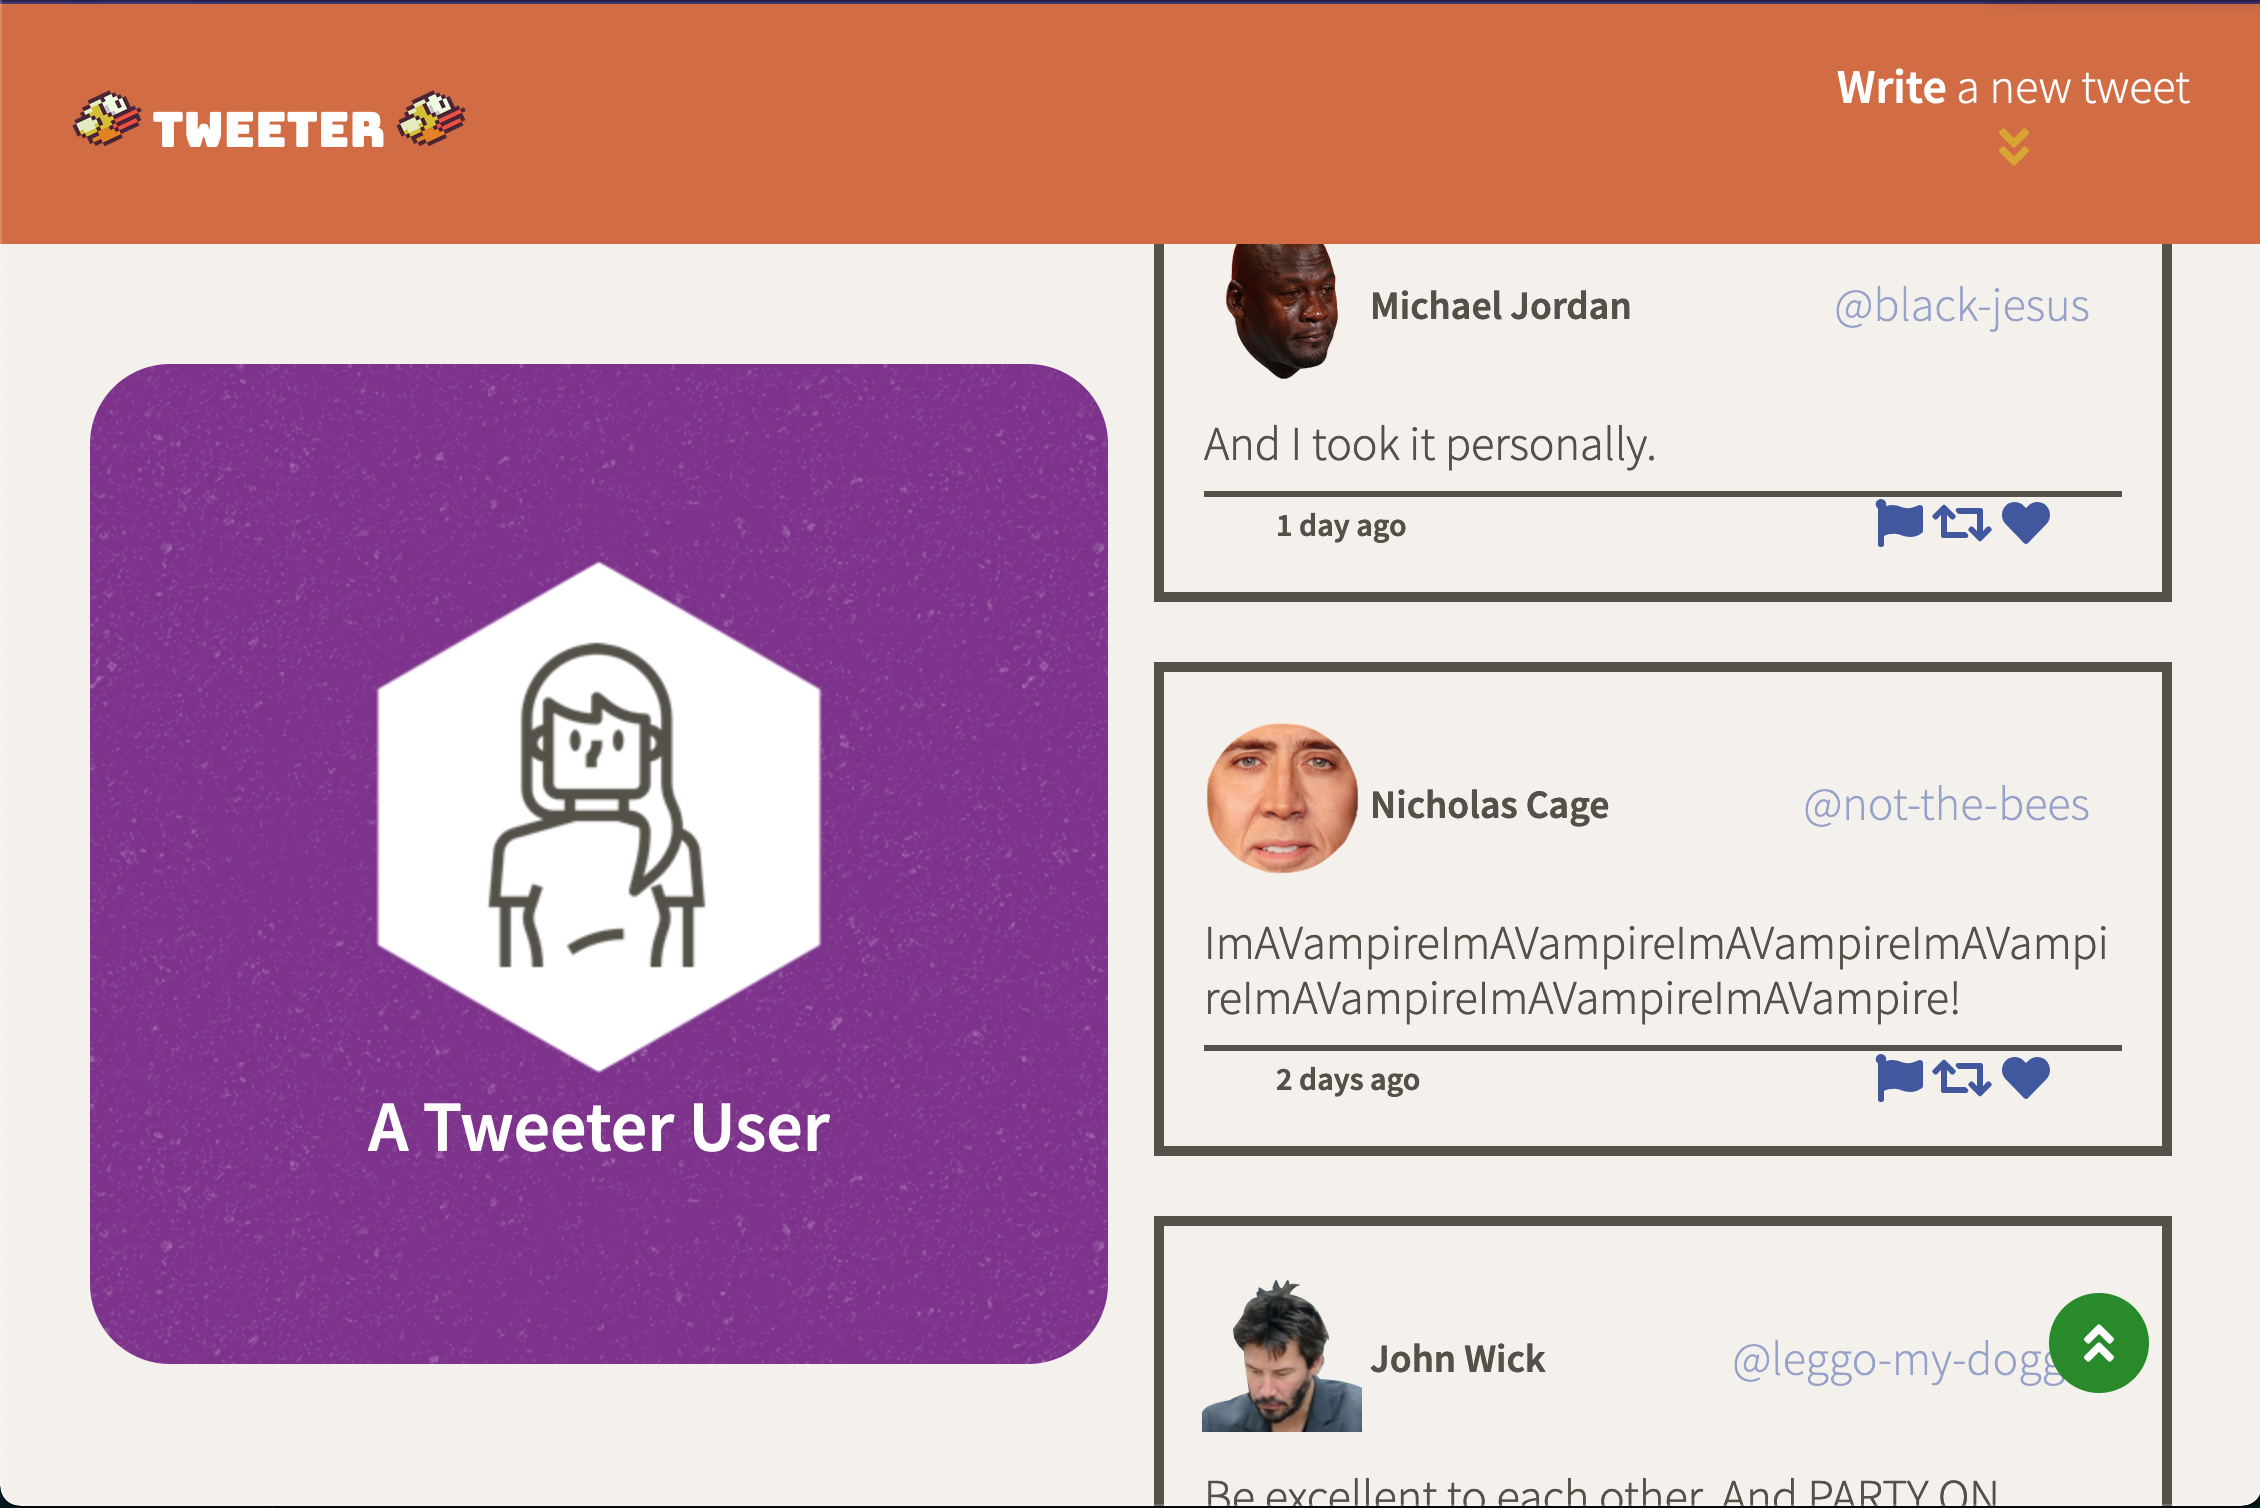 TWEETER
Write a new tweet
Michael Jordan
@black-jesus
And I took it personally.
1 day ago
A Tweeter User
Nicholas Cage
@not-the-bees
ImAVampireImAVampireImAVampireImAVampi
reImAVampireImAVampireImAVampire!
2 days ago
John Wick
@leggo-my-dogg
Be excellent to each other. And PARTY ON